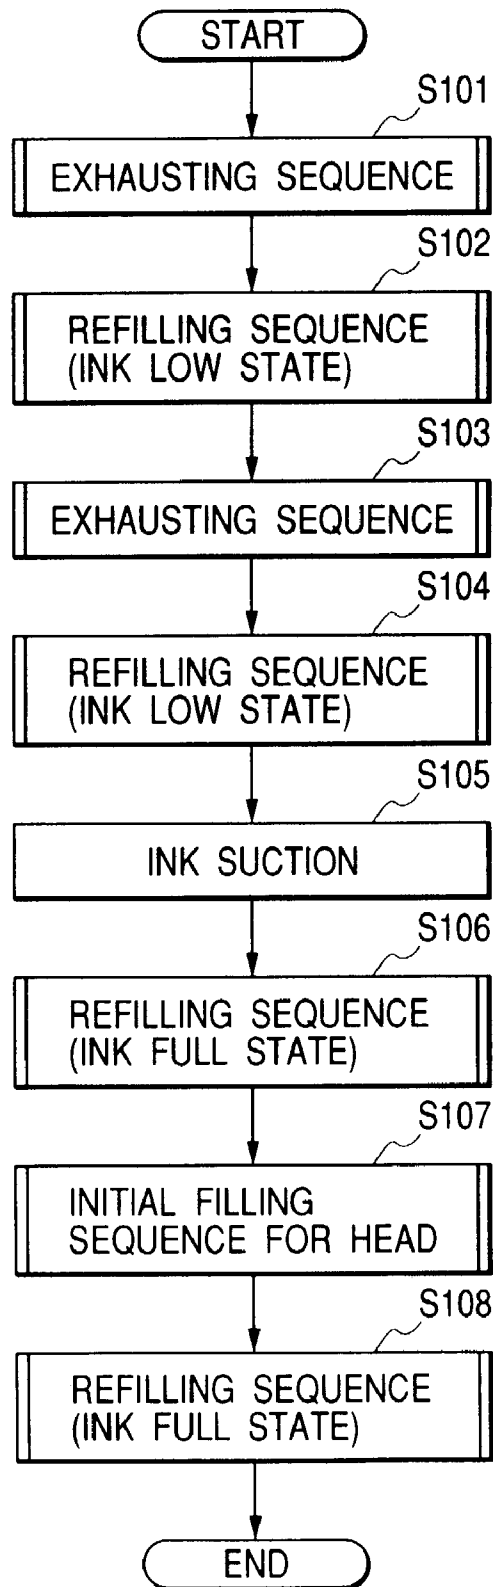 START
S101
EXHAUSTING SEQUENCE
S102
REFILLING SEQUENCE
(INK LOW STATE)
S103
EXHAUSTING SEQUENCE
S104
REFILLING SEQUENCE
(INK LOW STATE)
S105
INK SUCTION
S106
REFILLING SEQUENCE
(INK FULL STATE)
S107
INITIAL FILLING
SEQUENCE FOR HEAD
S108
REFILLING SEQUENCE
(INK FULL STATE)
END